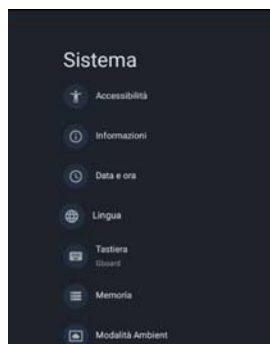 Sistema
Accessibilità
Informazioni
Data e ora
Lingua
Tastiera
Gboard
Memoria
Modalità Ambient